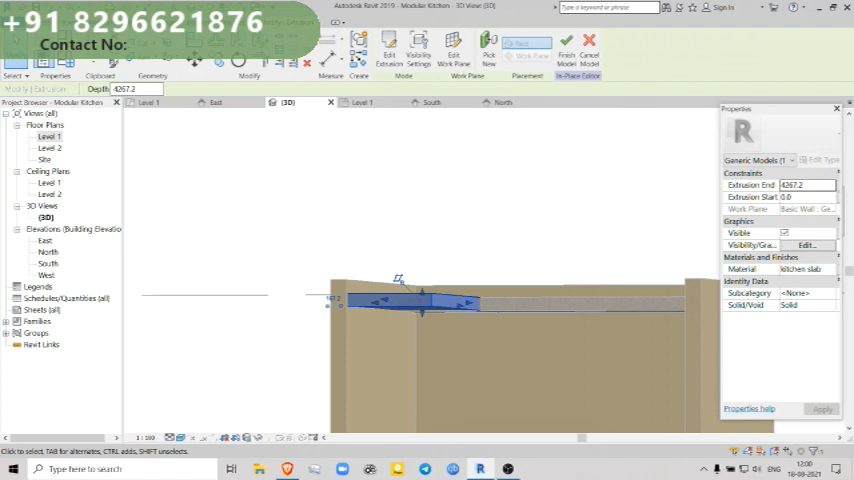 +91 8296621876
Contact No:
Autodesk Revit 2019 - Modular Kitchen - 3D View: {3D}
Type a keyword or phrase
Sign In
Select
Properties
Clipboard
Geometry
Modify
Measure
Create
Edit Extrusion
Mode
Visibility Settings
Edit Work Plane
Work Plane
Pick New
Face
Work Plane
Placement
Finish Model
Cancel Model
In-Place Editor
Modify | Extrusion
Depth 4267.2
Project Browser - Modular Kitchen
Level 1
East
{3D}
Level 1
South
North
Views (all)
Floor Plans
Level 1
Level 2
Site
Ceiling Plans
Level 1
Level 2
3D Views
{3D}
Elevations (Building Elevation
East
North
South
West
Legends
Schedules/Quantities (all)
Sheets (all)
Families
Groups
Revit Links
Properties
R
Generic Models (1
Edit Type
Constraints
Extrusion End 4267.2
Extrusion Start 0.0
Work Plane Basic Wall : Ge...
Graphics
Visible
Visibility/Gra... Edit...
Materials and Finishes
Material kitchen slab
Identity Data
Subcategory <None>
Solid/Void Solid
Properties help
Apply
1 : 100
Click to select, TAB for alternates, CTRL adds, SHIFT unselects.
Type here to search
ENG
12:00
18-08-2021